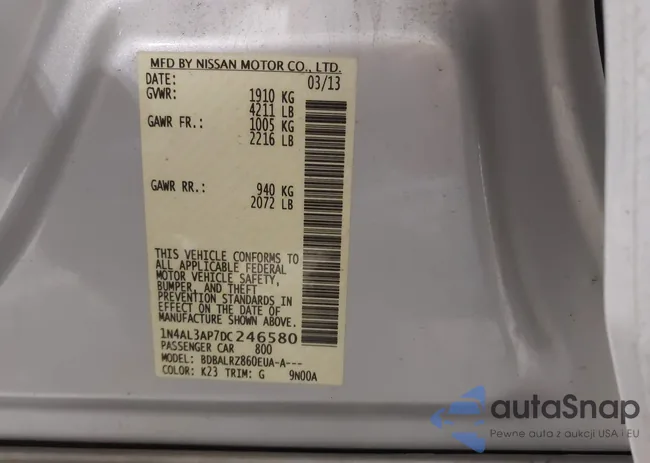 MFD BY NISSAN MOTOR CO., LTD.
DATE: 03/13
GVWR: 1910 KG
4211 LB
GAWR FR.: 1005 KG
2216 LB
GAWR RR.: 940 KG
2072 LB
THIS VEHICLE CONFORMS TO
ALL APPLICABLE FEDERAL
MOTOR VEHICLE SAFETY,
BUMPER, AND THEFT
PREVENTION STANDARDS IN
EFFECT ON THE DATE OF
MANUFACTURE SHOWN ABOVE.
1N4AL3AP7DC246580
PASSENGER CAR 800
MODEL: BDBALRZ860EUA-A---
COLOR: K23 TRIM: G 9N00A
autoSnap
Pewne auta z aukcji USA i EU